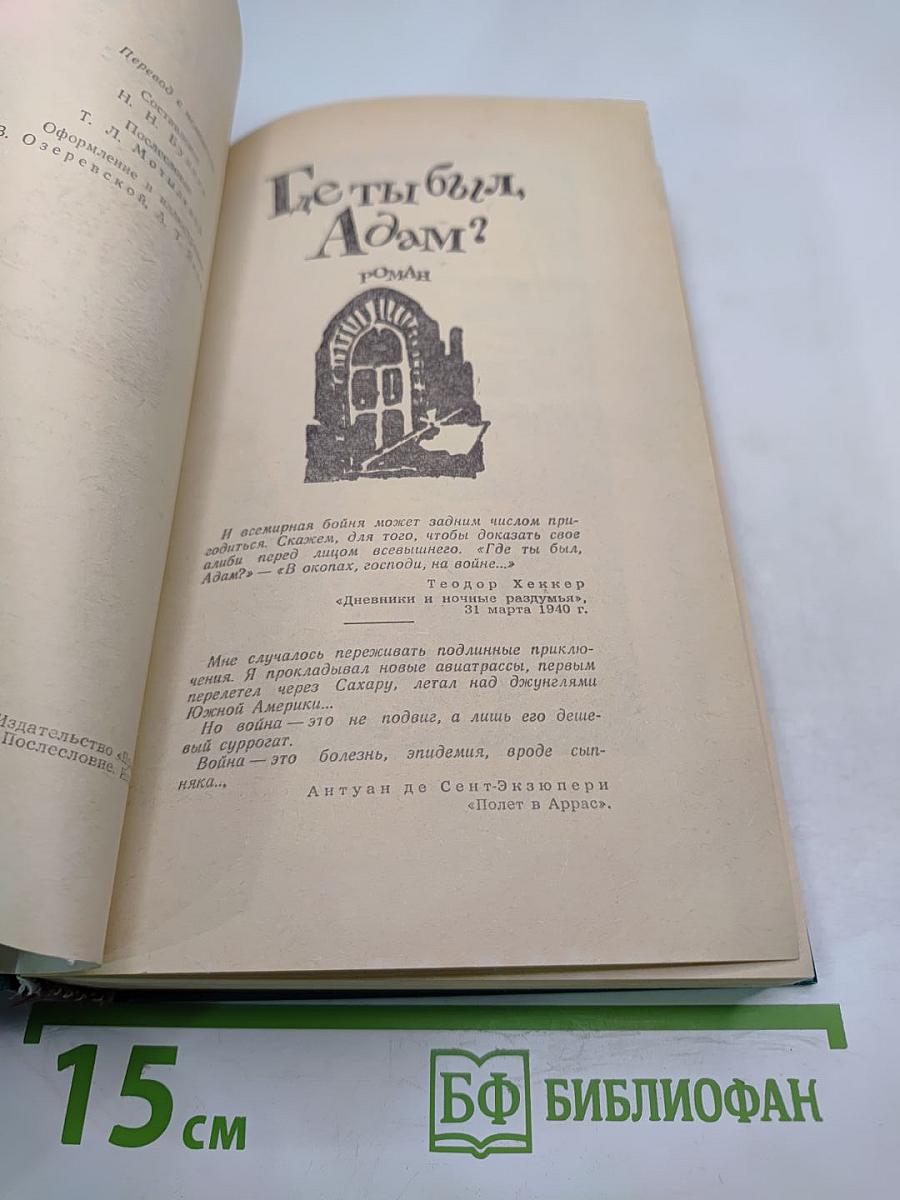 Перевод с
Составление
Н. Н.
Послесловие
Т. Л. Мотылевой
Оформление и
В. Озеревской, А. Т.
Издательство
Послесловие.
Где ты был,
Адам?
РОМАН
И всемирная бойня может задним числом при-
годиться. Скажем, для того, чтобы доказать свое
алиби перед лицом всевышнего. «Где ты был,
Адам?» — «В окопах, господи, на войне...»
Теодор Хеккер
«Дневники и ночные раздумья»,
31 марта 1940 г.
Мне случалось переживать подлинные приклю-
чения. Я прокладывал новые авиатрассы, первым
перелетел через Сахару, летал над джунглями
Южной Америки...
Но война — это не подвиг, а лишь его деше-
вый суррогат.
Война — это болезнь, эпидемия, вроде сып-
няка...
Антуан де Сент-Экзюпери
«Полет в Аррас».
15 см
БФ БИБЛИОФАН